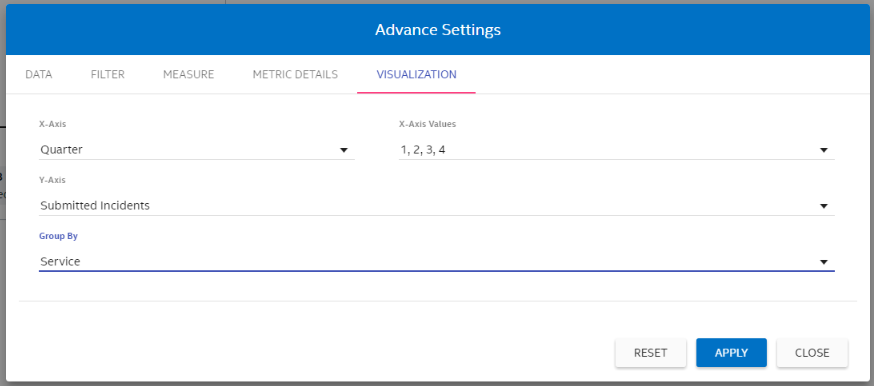 Advance Settings
DATA FILTER MEASURE METRIC DETAILS VISUALIZATION
X-Axis X-Axis Values
Quarter 1, 2, 3, 4
Y-Axis
Submitted Incidents
Group By
Service
RESET APPLY CLOSE